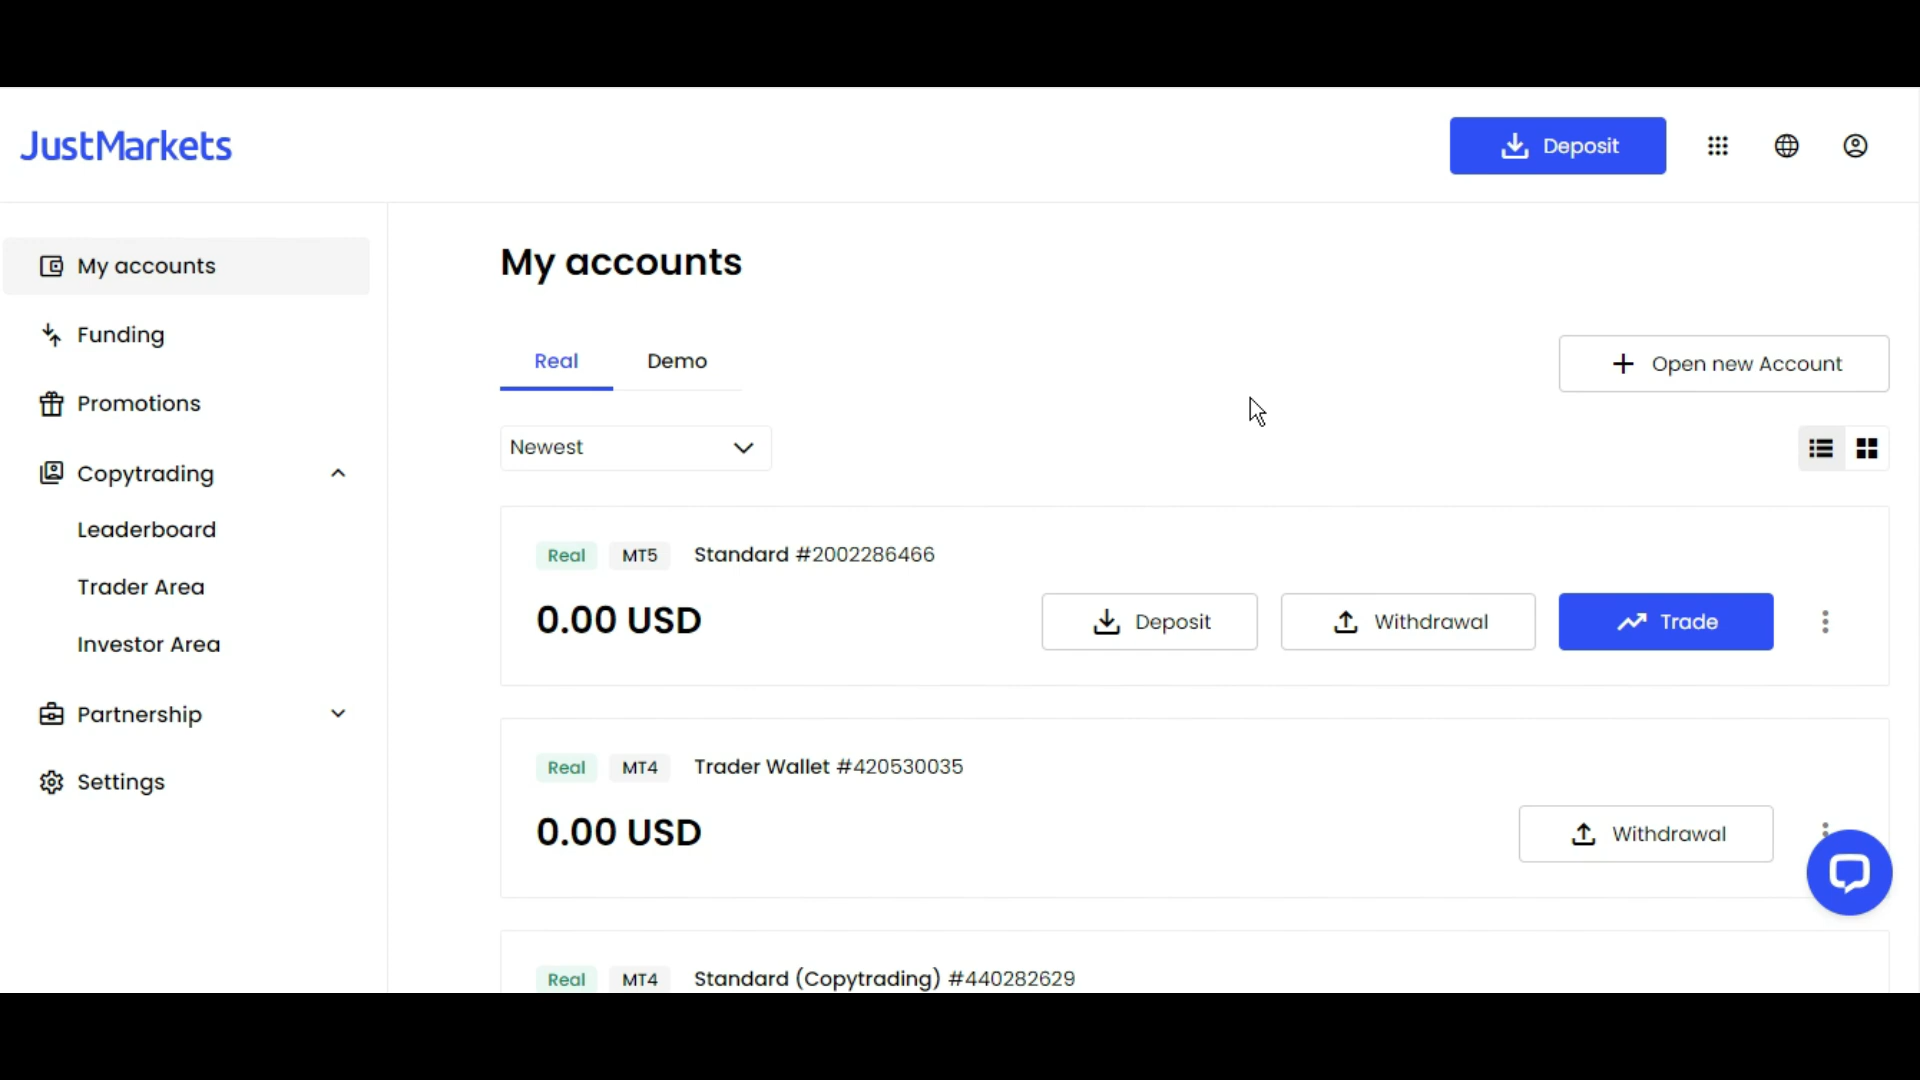 JustMarkets
Deposit
My accounts
Funding
Promotions
Copytrading
Leaderboard
Trader Area
Investor Area
Partnership
Settings
My accounts
Real Demo
Open new Account
Newest
Real MT5 Standard #2002286466
0.00 USD
Deposit Withdrawal Trade
Real MT4 Trader Wallet #420530035
0.00 USD
Withdrawal
Real MT4 Standard (Copytrading) #440282629